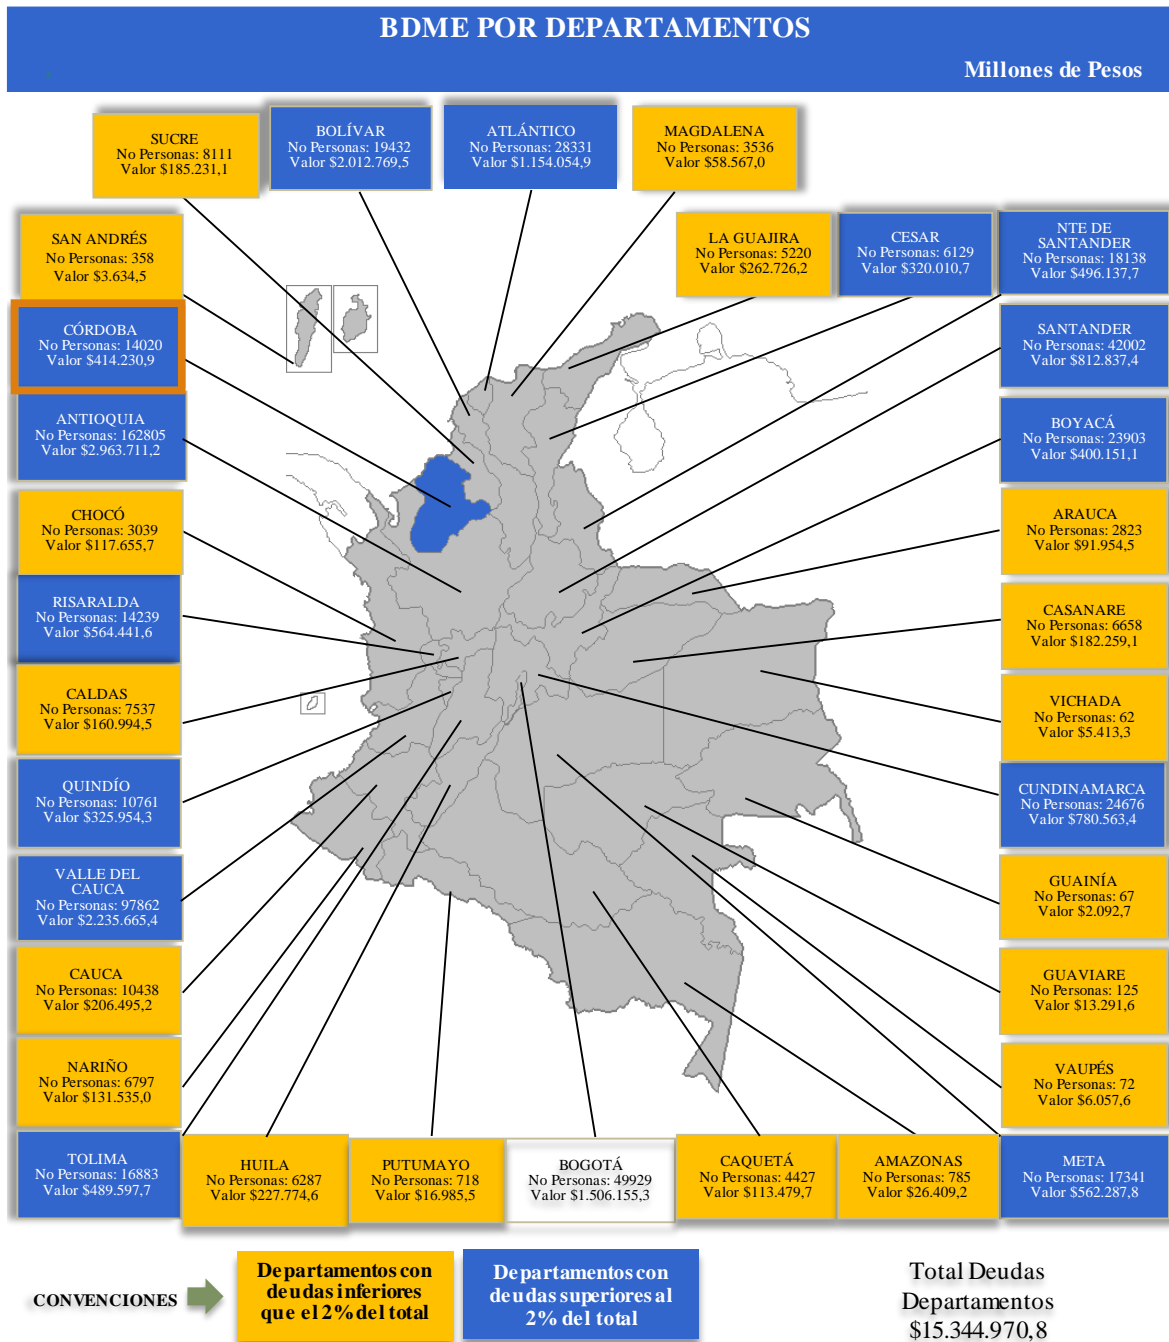 BDME POR DEPARTAMENTOS
Millones de Pesos
SUCRE
No Personas: 8111
Valor $185.231,1
BOLÍVAR
No Personas: 19432
Valor $2.012.769,5
ATLÁNTICO
No Personas: 28331
Valor $1.154.054,9
MAGDALENA
No Personas: 3536
Valor $58.567,0
SAN ANDRÉS
No Personas: 358
Valor $3.634,5
LA GUAJIRA
No Personas: 5220
Valor $262.726,2
CESAR
No Personas: 6129
Valor $320.010,7
NTE DE
SANTANDER
No Personas: 18138
Valor $496.137,7
CÓRDOBA
No Personas: 14020
Valor $414.230,9
SANTANDER
No Personas: 42002
Valor $812.837,4
ANTIOQUIA
No Personas: 162805
Valor $2.963.711,2
BOYACÁ
No Personas: 23903
Valor $400.151,1
CHOCÓ
No Personas: 3039
Valor $117.655,7
ARAUCA
No Personas: 2823
Valor $91.954,5
RISARALDA
No Personas: 14239
Valor $564.441,6
CASANARE
No Personas: 6658
Valor $182.259,1
CALDAS
No Personas: 7537
Valor $160.994,5
VICHADA
No Personas: 62
Valor $5.413,3
QUINDÍO
No Personas: 10761
Valor $325.954,3
CUNDINAMARCA
No Personas: 24676
Valor $780.563,4
VALLE DEL
CAUCA
No Personas: 97862
Valor $2.235.665,4
GUAINÍA
No Personas: 67
Valor $2.092,7
CAUCA
No Personas: 10438
Valor $206.495,2
GUAVIARE
No Personas: 125
Valor $13.291,6
NARIÑO
No Personas: 6797
Valor $131.535,0
VAUPÉS
No Personas: 72
Valor $6.057,6
TOLIMA
No Personas: 16883
Valor $489.597,7
HUILA
No Personas: 6287
Valor $227.774,6
PUTUMAYO
No Personas: 718
Valor $16.985,5
BOGOTÁ
No Personas: 49929
Valor $1.506.155,3
CAQUETÁ
No Personas: 4427
Valor $113.479,7
AMAZONAS
No Personas: 785
Valor $26.409,2
META
No Personas: 17341
Valor $562.287,8
CONVENCIONES
Departamentos con
deudas inferiores
que el 2% del total
Departamentos con
deudas superiores al
2% del total
Total Deudas
Departamentos
$15.344.970,8